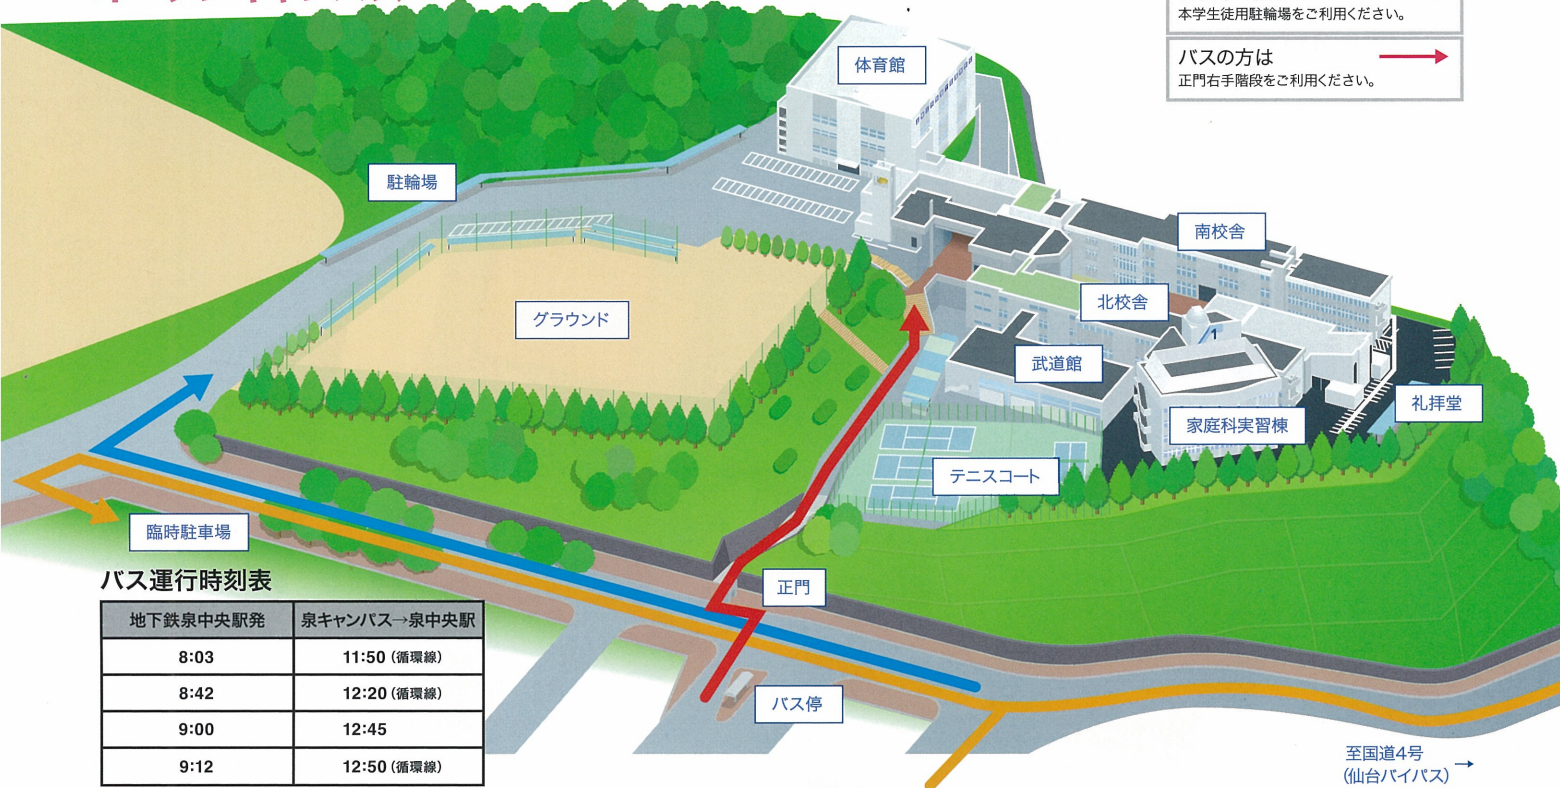 本学生徒用駐輪場をご利用ください。
バスの方は
正門右手階段をご利用ください。
体育館
駐輪場
南校舎
グラウンド
北校舎
武道館
1
礼拝堂
家庭科実習棟
テニスコート
臨時駐車場
正門
バス停
バス運行時刻表
地下鉄泉中央駅発 泉キャンパス→泉中央駅
8:03 11:50 (循環線)
8:42 12:20 (循環線)
9:00 12:45
9:12 12:50 (循環線)
至国道4号
(仙台バイパス) →